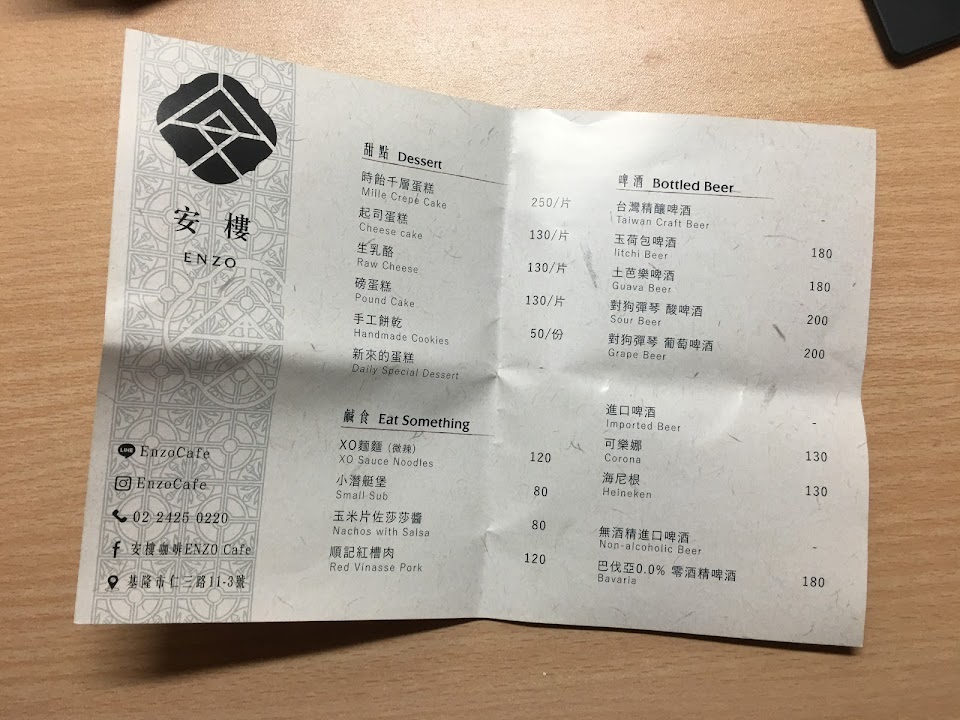 安樓
ENZO
LINE EnzoCafe
EnzoCafe
02 2425 0220
安樓咖啡ENZO Cafe
基隆市仁三路11-3號
甜點 Dessert
時飴千層蛋糕 250/片
Mille Crepe Cake
起司蛋糕 130/片
Cheese cake
生乳酪 130/片
Raw Cheese
磅蛋糕 130/片
Pound Cake
手工餅乾 50/份
Handmade Cookies
新來的蛋糕
Daily Special Dessert
鹹食 Eat Something
XO麵麵 (微辣) 120
XO Sauce Noodles
小潛艇堡 80
Small Sub
玉米片佐莎莎醬 80
Nachos with Salsa
順記紅槽肉 120
Red Vinasse Pork
啤酒 Bottled Beer
台灣精釀啤酒 -
Taiwan Craft Beer
玉荷包啤酒 180
litchi Beer
土芭樂啤酒 180
Guava Beer
對狗彈琴 酸啤酒 200
Sour Beer
對狗彈琴 葡萄啤酒 200
Grape Beer
進口啤酒 -
Imported Beer
可樂娜 130
Corona
海尼根 130
Heineken
無酒精進口啤酒 -
Non-alcoholic Beer
巴伐亞0.0% 零酒精啤酒 180
Bavaria